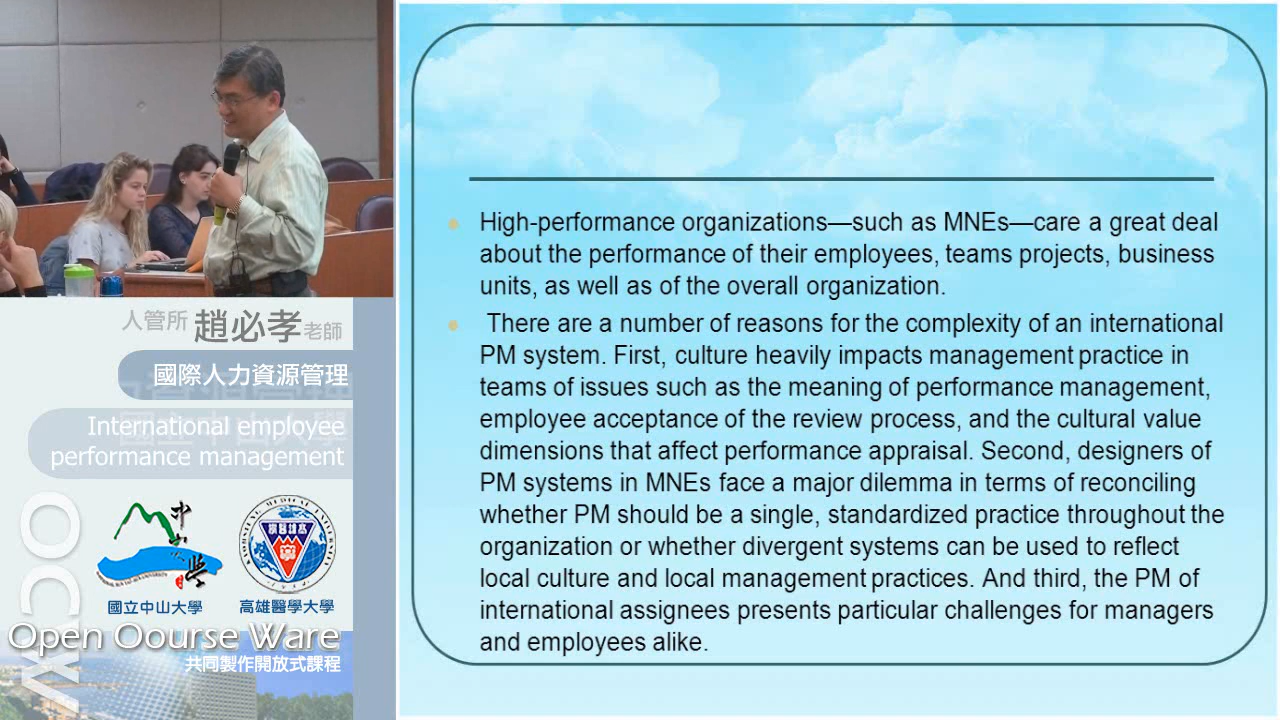 High-performance organizations—such as MNEs—care a great deal
about the performance of their employees, teams projects, business
units, as well as of the overall organization.
There are a number of reasons for the complexity of an international
PM system. First, culture heavily impacts management practice in
teams of issues such as the meaning of performance management,
employee acceptance of the review process, and the cultural value
dimensions that affect performance appraisal. Second, designers of
PM systems in MNEs face a major dilemma in terms of reconciling
whether PM should be a single, standardized practice throughout the
organization or whether divergent systems can be used to reflect
local culture and local management practices. And third, the PM of
international assignees presents particular challenges for managers
and employees alike.
人管所 趙必孝老師
國際人力資源管理
International employee
performance management
國立中山大學
高雄醫學大學
OCW
Open Oourse Ware
共同製作開放式課程